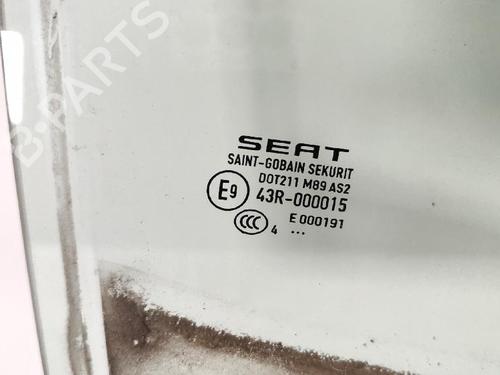 B-PARTS
SEAT
SAINT-GOBAIN SEKURIT
DOT211 M89 AS2
E9 43R-000015
E 000191
CCC 4 ...